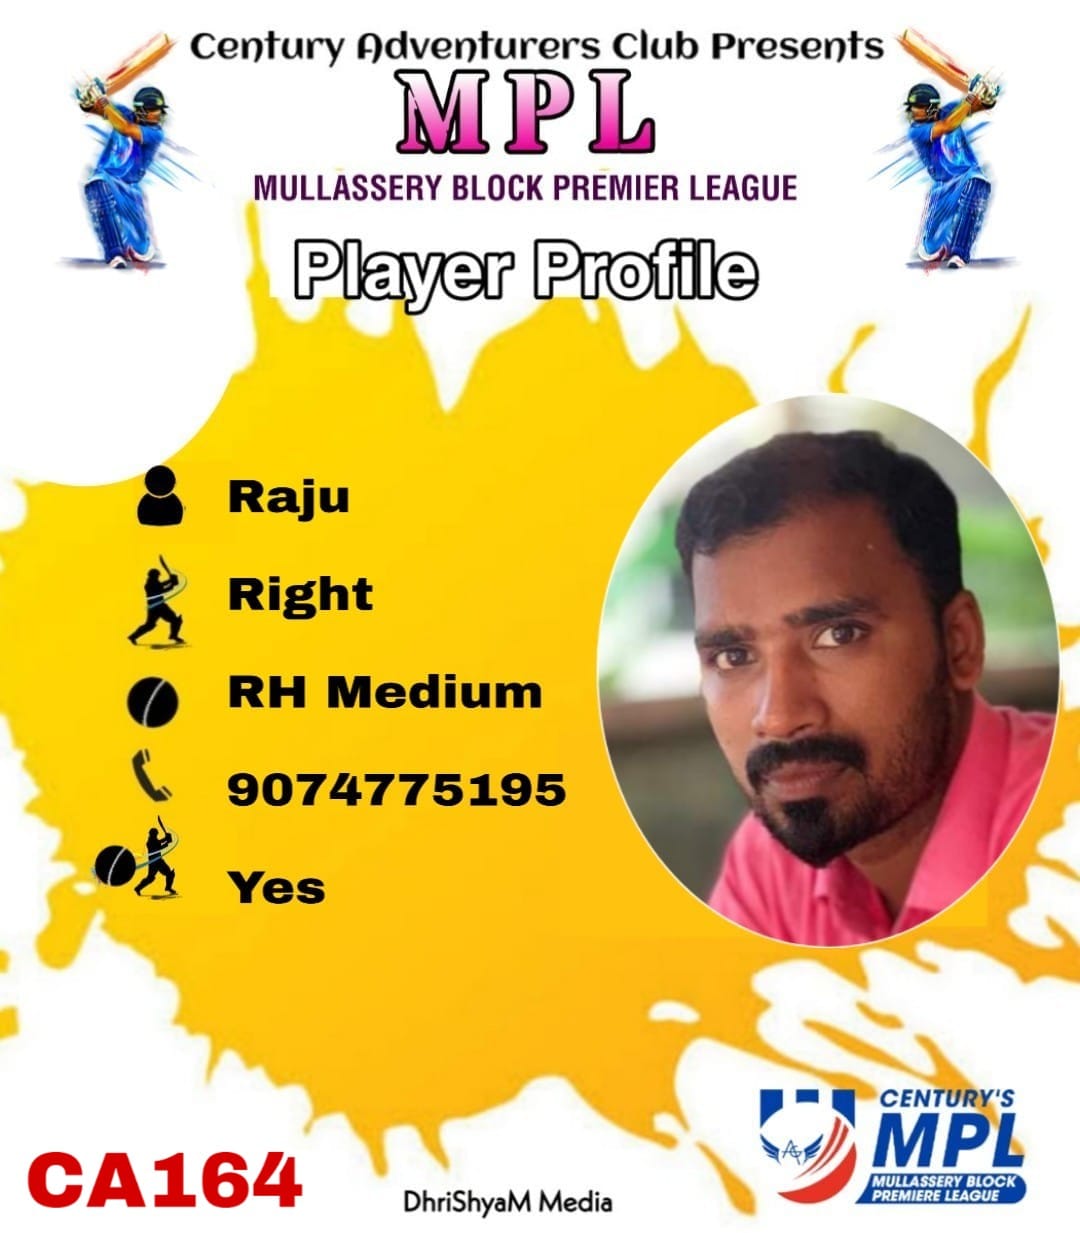 Century Adventurers Club Presents
MPL
MULLASSERY BLOCK PREMIER LEAGUE
Player Profile
Raju
Right
RH Medium
9074775195
Yes
CA164
DhriShyaM Media
CENTURY'S
MPL
MULLASSERY BLOCK
PREMIERE LEAGUE